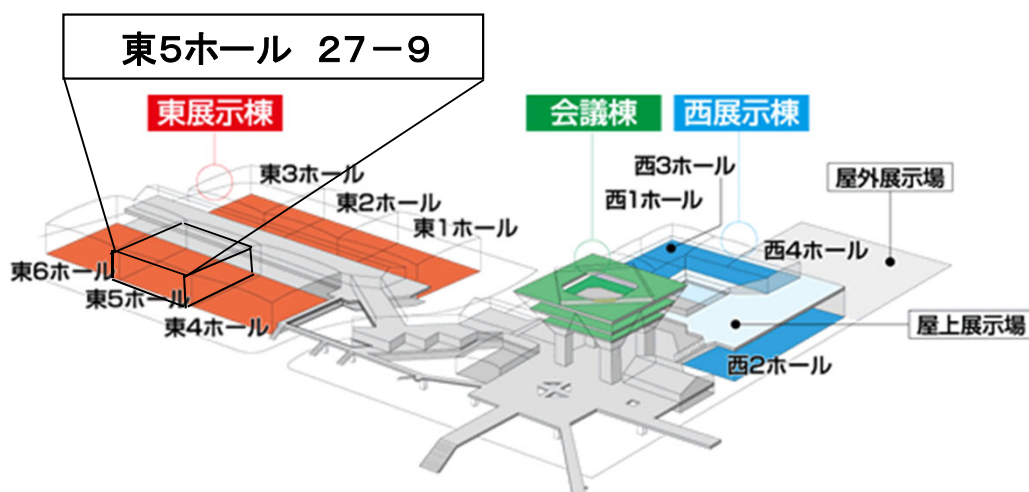 東5ホール 27-9
東展示棟
会議棟
西展示棟
東3ホール
東2ホール
東1ホール
西3ホール
西1ホール
屋外展示場
西4ホール
東6ホール
東5ホール
東4ホール
屋上展示場
西2ホール